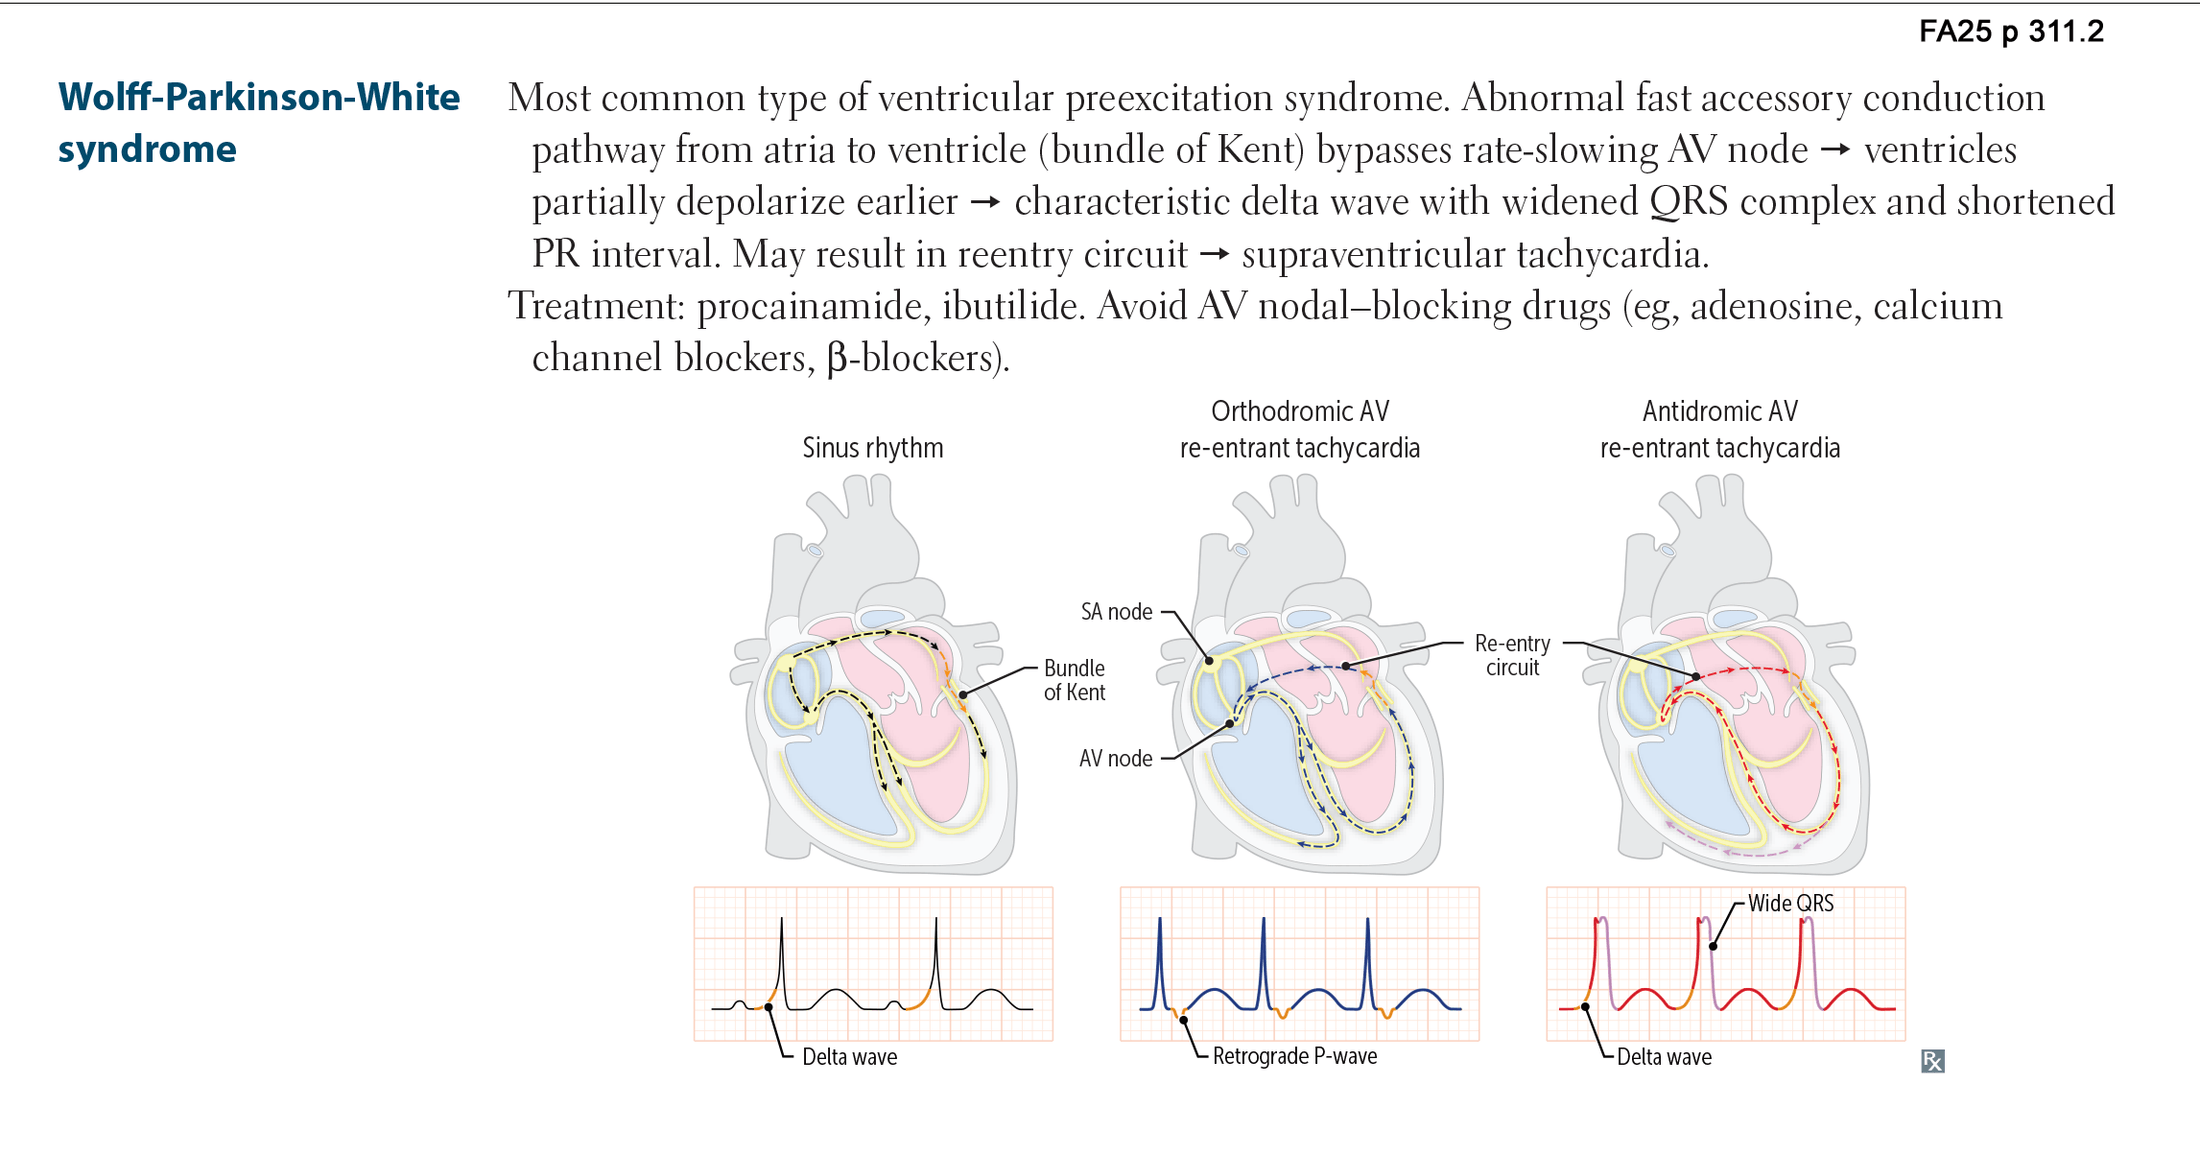 FA25 p 311.2
Wolff-Parkinson-White
syndrome
Most common type of ventricular preexcitation syndrome. Abnormal fast accessory conduction
pathway from atria to ventricle (bundle of Kent) bypasses rate-slowing AV node → ventricles
partially depolarize earlier → characteristic delta wave with widened QRS complex and shortened
PR interval. May result in reentry circuit → supraventricular tachycardia.
Treatment: procainamide, ibutilide. Avoid AV nodal–blocking drugs (eg, adenosine, calcium
channel blockers, β-blockers).
Sinus rhythm
Orthodromic AV
re-entrant tachycardia
Antidromic AV
re-entrant tachycardia
Bundle
of Kent
SA node
AV node
Re-entry
circuit
Delta wave
Retrograde P-wave
Wide QRS
Delta wave
Rx